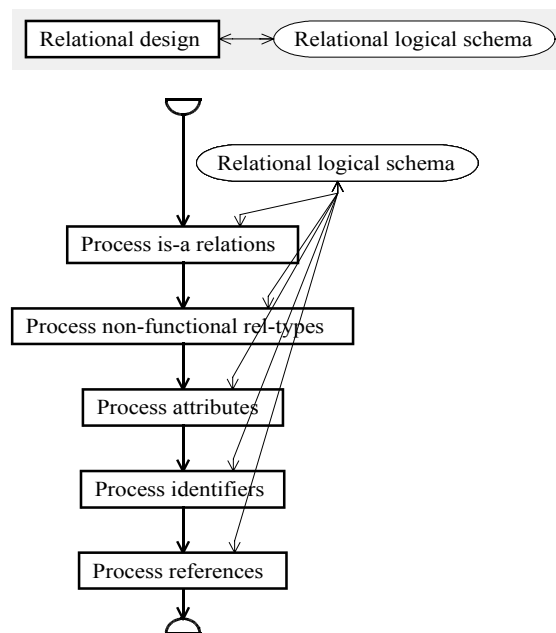 Relational design
Relational logical schema
Relational logical schema
Process is-a relations
Process non-functional rel-types
Process attributes
Process identifiers
Process references